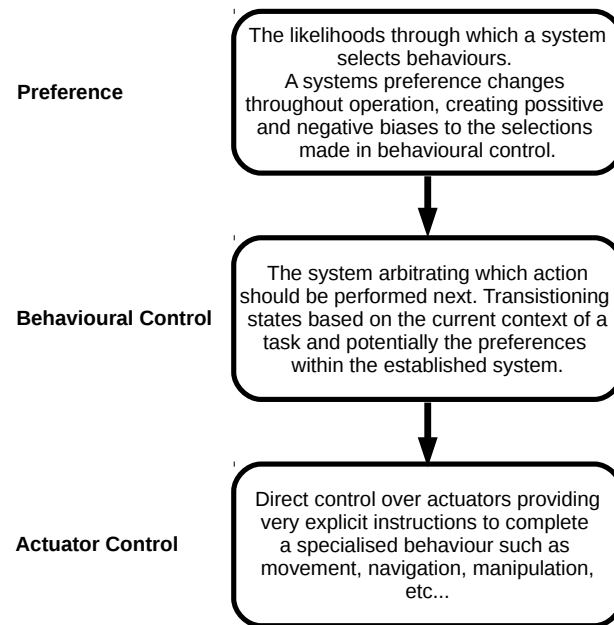 The likelihoods through which a system
selects behaviours.
A systems preference changes
Preference
throughout operation, creating possitive
and negative biases to the selections
made in behavioural control.
The system arbitrating which action
should be performed next. Transistioning
Behavioural Control
states based on the current context of a
task and potentially the preferences
within the established system.
Direct control over actuators providing
very explicit instructions to complete
Actuator Control
a specialised behaviour such as
movement, navigation, manipulation,
etc...